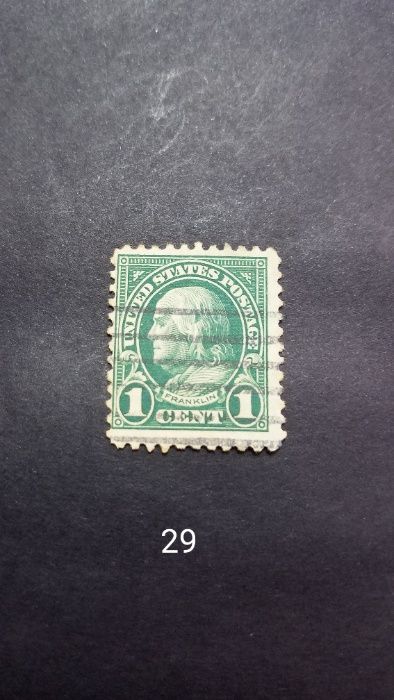 UNITED STATES POSTAGE
FRANKLIN
1 CENT 1
29